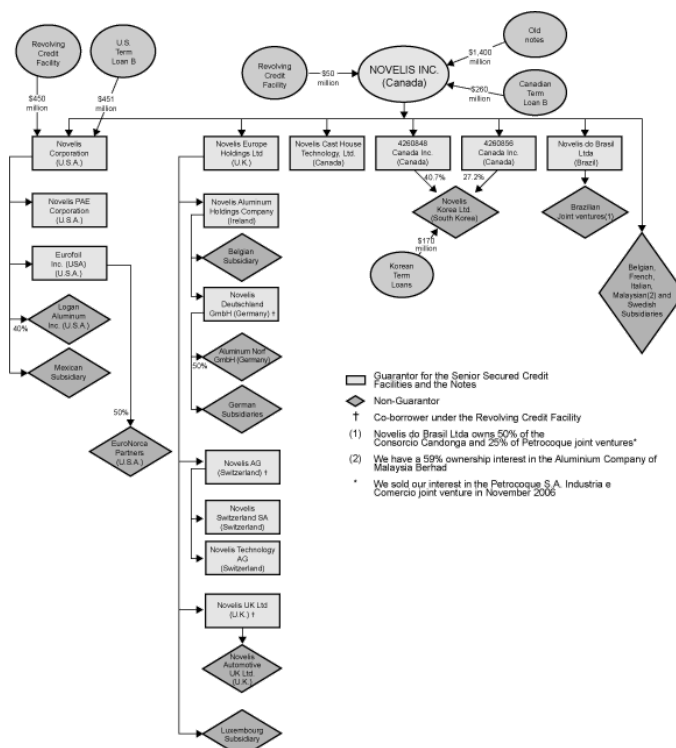 Revolving
Credit
Facility
U.S.
Term
Loan B
Revolving
Credit
Facility
$50
million
NOVELIS INC.
(Canada)
$1,400
million
Old
notes
$260
million
Canadian
Term
Loan B
$450
million
$451
million
Novelis
Corporation
(U.S.A.)
Novelis Europe
Holdings Ltd
(U.K.)
Novelis Cast House
Technology, Ltd.
(Canada)
4260848
Canada Inc.
(Canada)
4260856
Canada Inc.
(Canada)
Novelis do Brasil
Ltda
(Brazil)
40.7%
27.2%
Novelis PAE
Corporation
(U.S.A.)
Novelis Aluminum
Holdings Company
(Ireland)
Novelis
Korea Ltd.
(South Korea)
Brazilian
Joint ventures(1)
$170
million
Korean
Term
Loans
Eurofoil
Inc. (USA)
(U.S.A.)
Belgian
Subsidiary
Belgian,
French,
Italian,
Malaysian(2) and
Swedish
Subsidiaries
Novelis
Deutschland
GmbH (Germany) †
Logan
Aluminum
Inc. (U.S.A.)
40%
Aluminum Norf
GmbH (Germany)
50%
Mexican
Subsidiary
German
Subsidiaries
50%
EuroNorca
Partners
(U.S.A.)
Guarantor for the Senior Secured Credit
Facilities and the Notes
Non-Guarantor
† Co-borrower under the Revolving Credit Facility
(1) Novelis do Brasil Ltda owns 50% of the
Consorcio Candonga and 25% of Petrocoque joint ventures*
(2) We have a 59% ownership interest in the Aluminium Company of
Malaysia Berhad
* We sold our interest in the Petrocoque S.A. Industria e
Comercio joint venture in November 2006
Novelis AG
(Switzerland) †
Novelis
Switzerland SA
(Switzerland)
Novelis Technology
AG
(Switzerland)
Novelis UK Ltd
(U.K.) †
Novelis
Automotive
UK Ltd.
(U.K.)
Luxembourg
Subsidiary